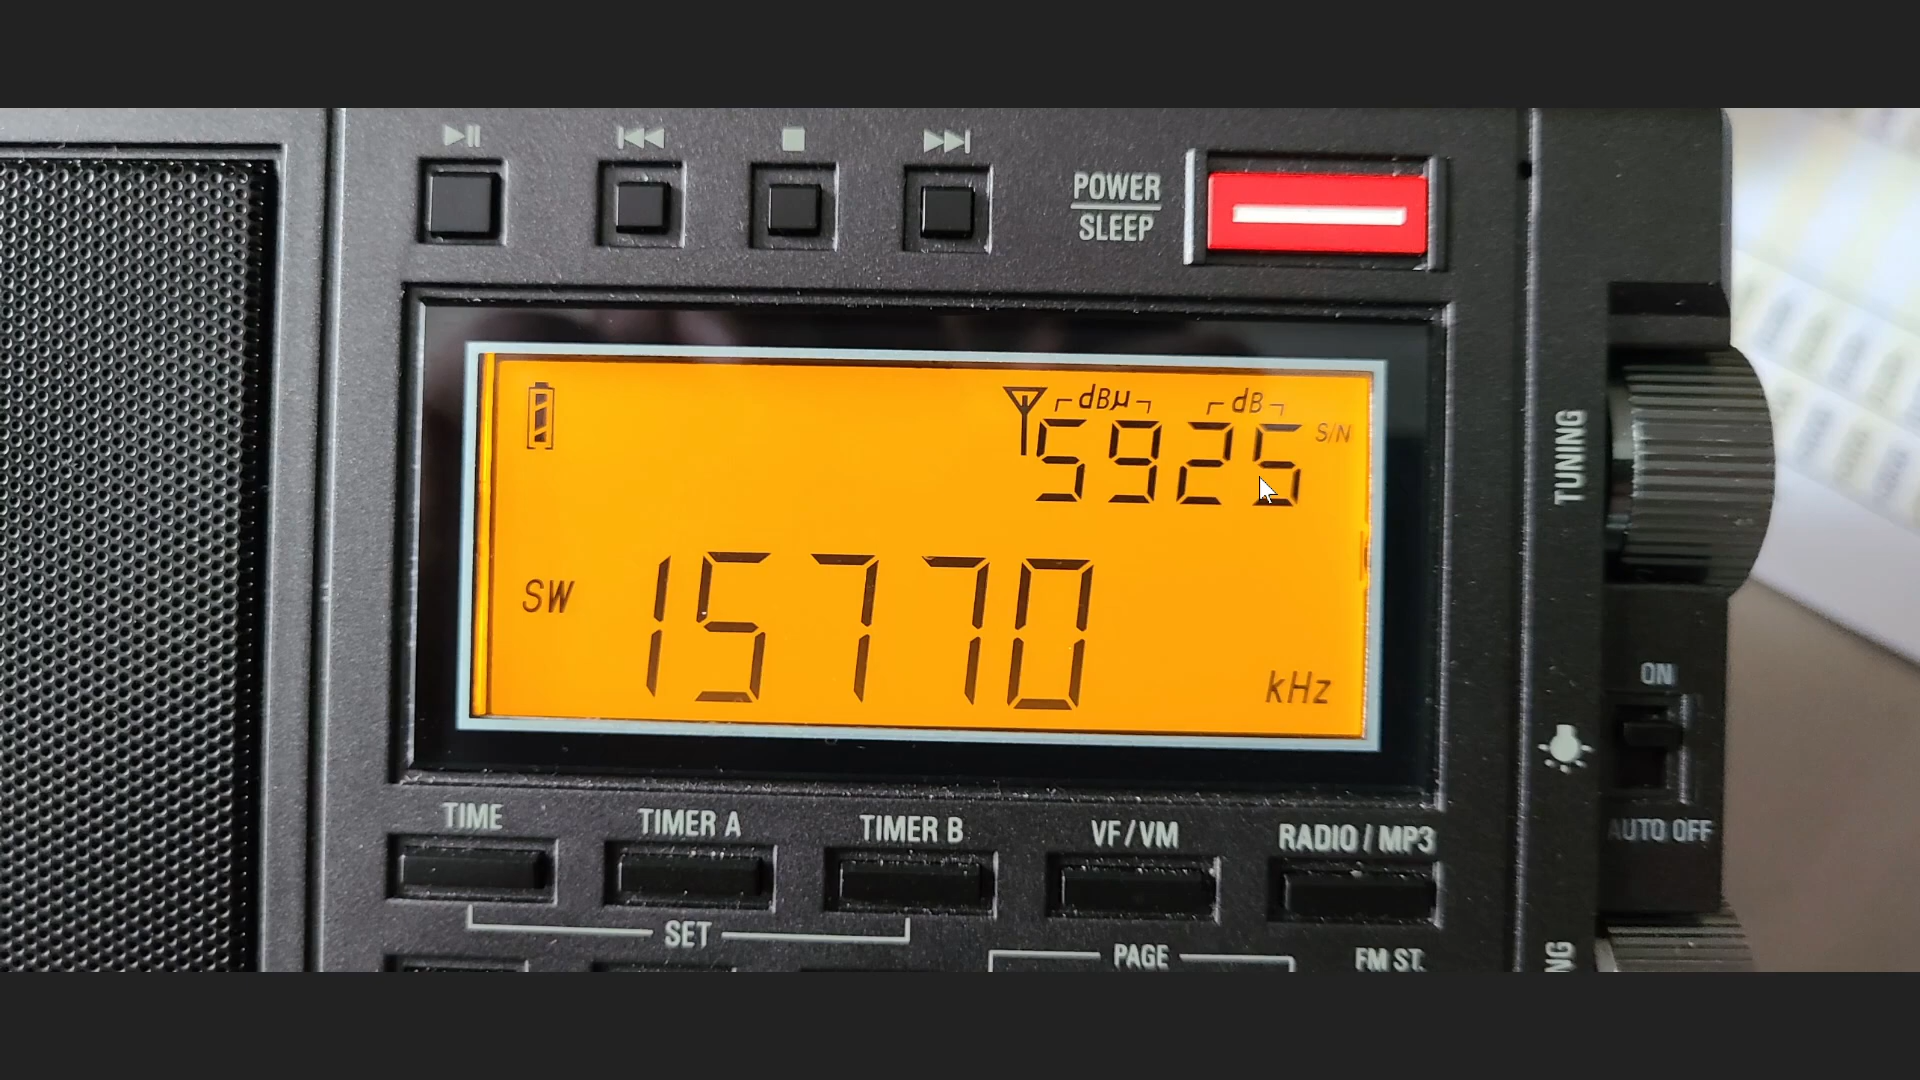 POWER
SLEEP
dBµ dB
5925 S/N
SW 15770 kHz
TUNING
ON
AUTO OFF
TIME TIMER A TIMER B VF/VM RADIO / MP3
SET
PAGE FM ST.
NG